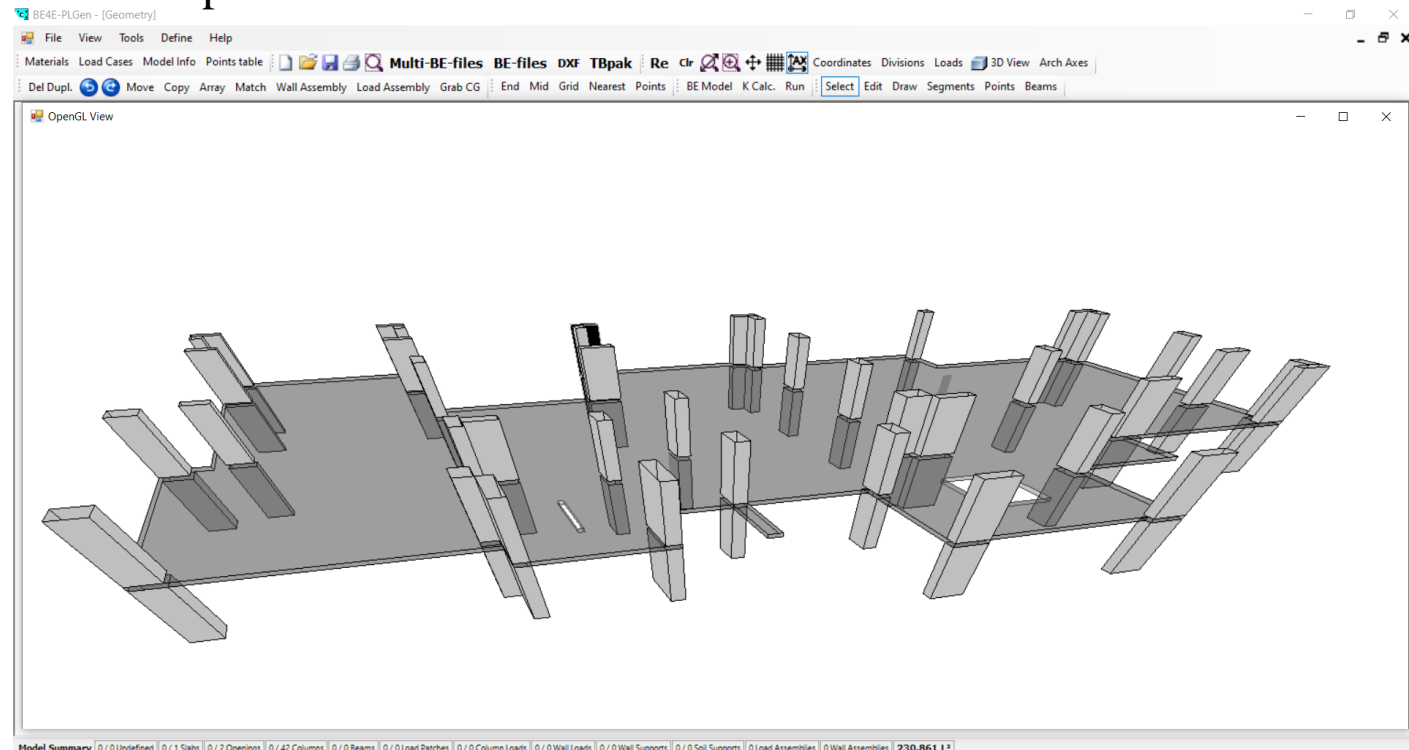 BE4E-PLGen - [Geometry]
File View Tools Define Help
Materials Load Cases Model Info Points table Multi-BE-files BE-files DXF TBpak Re Clr Coordinates Divisions Loads 3D View Arch Axes
Del Dupl. Move Copy Array Match Wall Assembly Load Assembly Grab CG End Mid Grid Nearest Points BE Model K Calc. Run Select Edit Draw Segments Points Beams
OpenGL View
Model Summary 0 / 0 Undefined 0 / 1 Slabs 0 / 2 Openings 0 / 42 Columns 0 / 0 Beams 0 / 0 Load Patches 0 / 0 Column Loads 0 / 0 Wall Loads 0 / 0 Wall Supports 0 / 0 Soil Supports 0 Load Assemblies 0 Wall Assemblies 230.861 L²